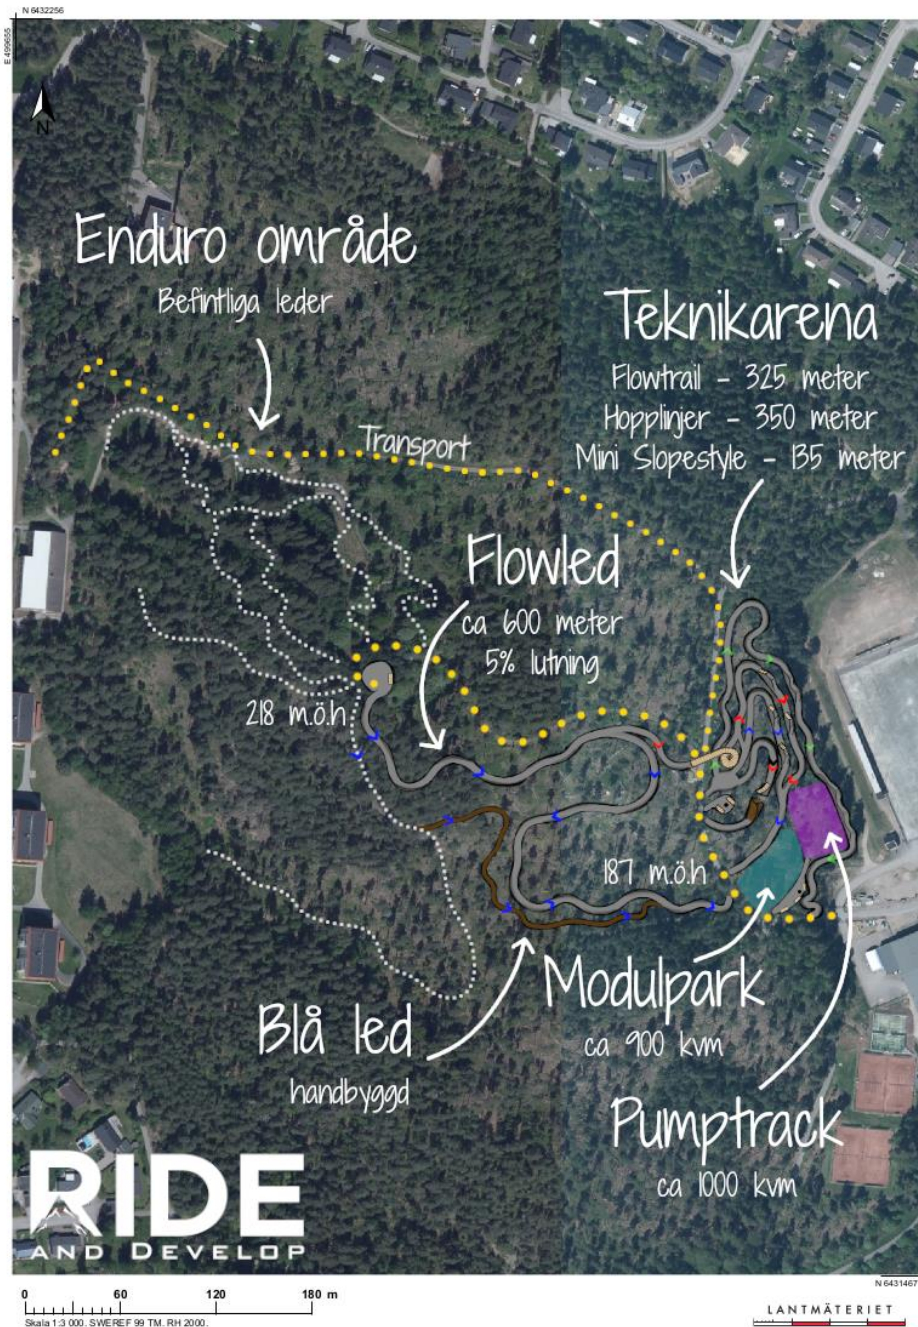 N 6432256
E 499655
N
Enduro område
Befintliga leder
Teknikarena
Flowtrail - 325 meter
Hopplinjer - 350 meter
Mini Slopestyle - 135 meter
Transport
Flowled
ca 600 meter
5% lutning
218 m.ö.h
187 m.ö.h
Modulpark
ca 900 kvm
Blå led
handbyggd
Pumptrack
ca 1000 kvm
RIDE
AND DEVELOP
N 6431467
0 60 120 180 m
Skala 1:3 000. SWEREF 99 TM. RH 2000.
LANTMÄTERIET